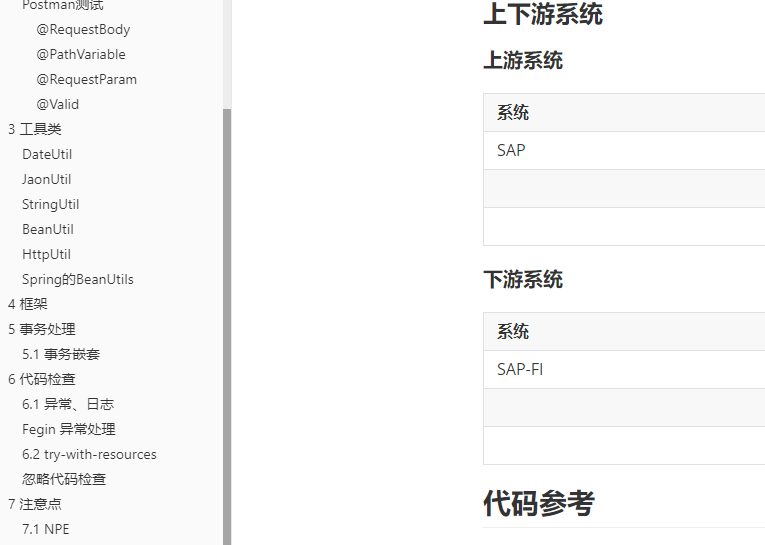 Postman测试
@RequestBody
@PathVariable
@RequestParam
@Valid
3 工具类
DateUtil
JaonUtil
StringUtil
BeanUtil
HttpUtil
Spring的BeanUtils
4 框架
5 事务处理
5.1 事务嵌套
6 代码检查
6.1 异常、日志
Fegin 异常处理
6.2 try-with-resources
忽略代码检查
7 注意点
7.1 NPE
上下游系统
上游系统
系统
SAP
下游系统
系统
SAP-FI
代码参考